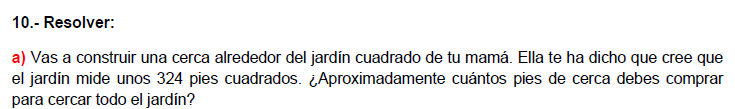 10.- Resolver:
a) Vas a construir una cerca alrededor del jardín cuadrado de tu mamá. Ella te ha dicho que cree que
el jardín mide unos 324 pies cuadrados. ¿Aproximadamente cuántos pies de cerca debes comprar
para cercar todo el jardín?